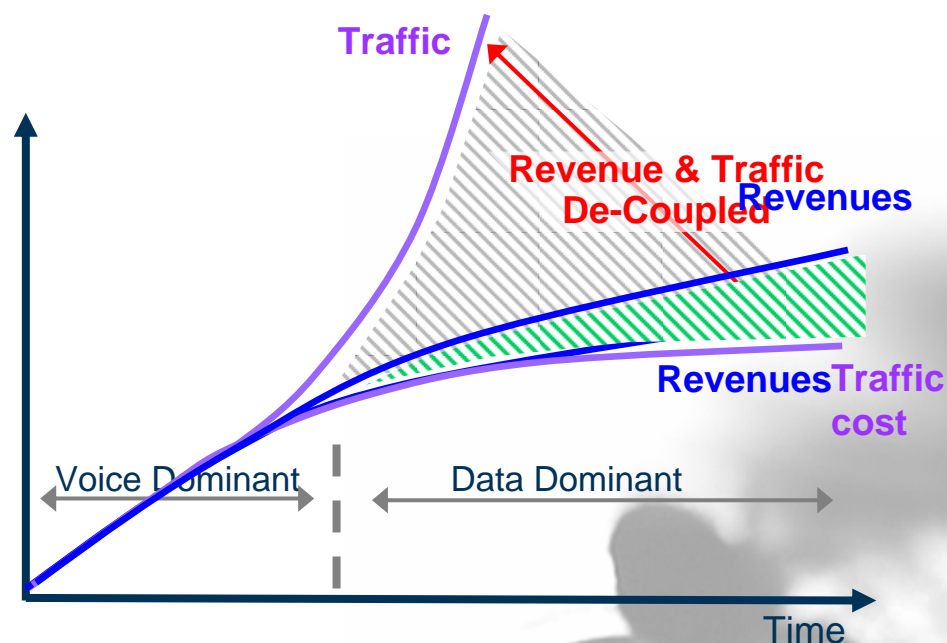 Traffic
Revenue & Traffic
De-Coupled
Revenues
Revenues
Traffic
cost
Voice Dominant
Data Dominant
Time